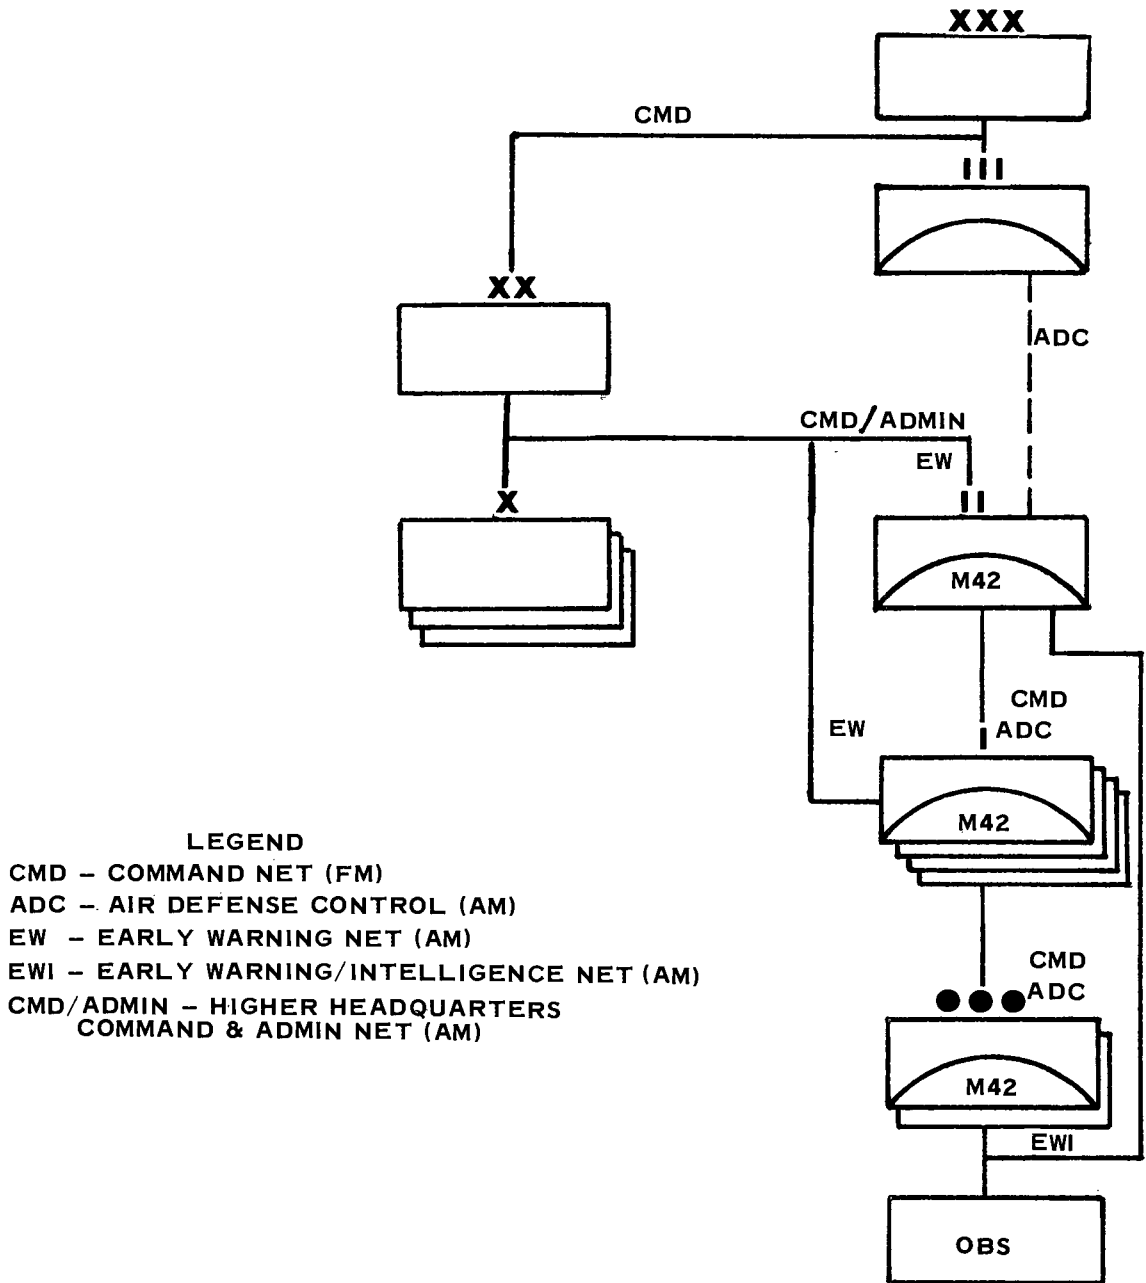 XXX
CMD
III
XX
ADC
CMD/ADMIN
EW
II
X
M42
CMD
EW
I ADC
M42
LEGEND
CMD – COMMAND NET (FM)
ADC – AIR DEFENSE CONTROL (AM)
EW – EARLY WARNING NET (AM)
EWI – EARLY WARNING/INTELLIGENCE NET (AM)
CMD/ADMIN – HIGHER HEADQUARTERS
COMMAND & ADMIN NET (AM)
CMD
●●● ADC
M42
EWI
OBS